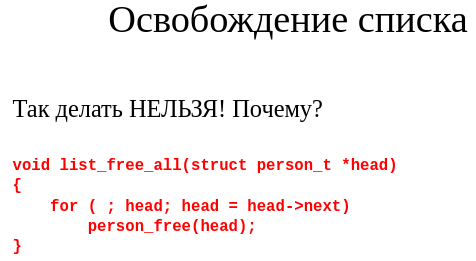 Освобождение списка
Так делать НЕЛЬЗЯ! Почему?
void list_free_all(struct person_t *head)
{
    for ( ; head; head = head->next)
        person_free(head);
}